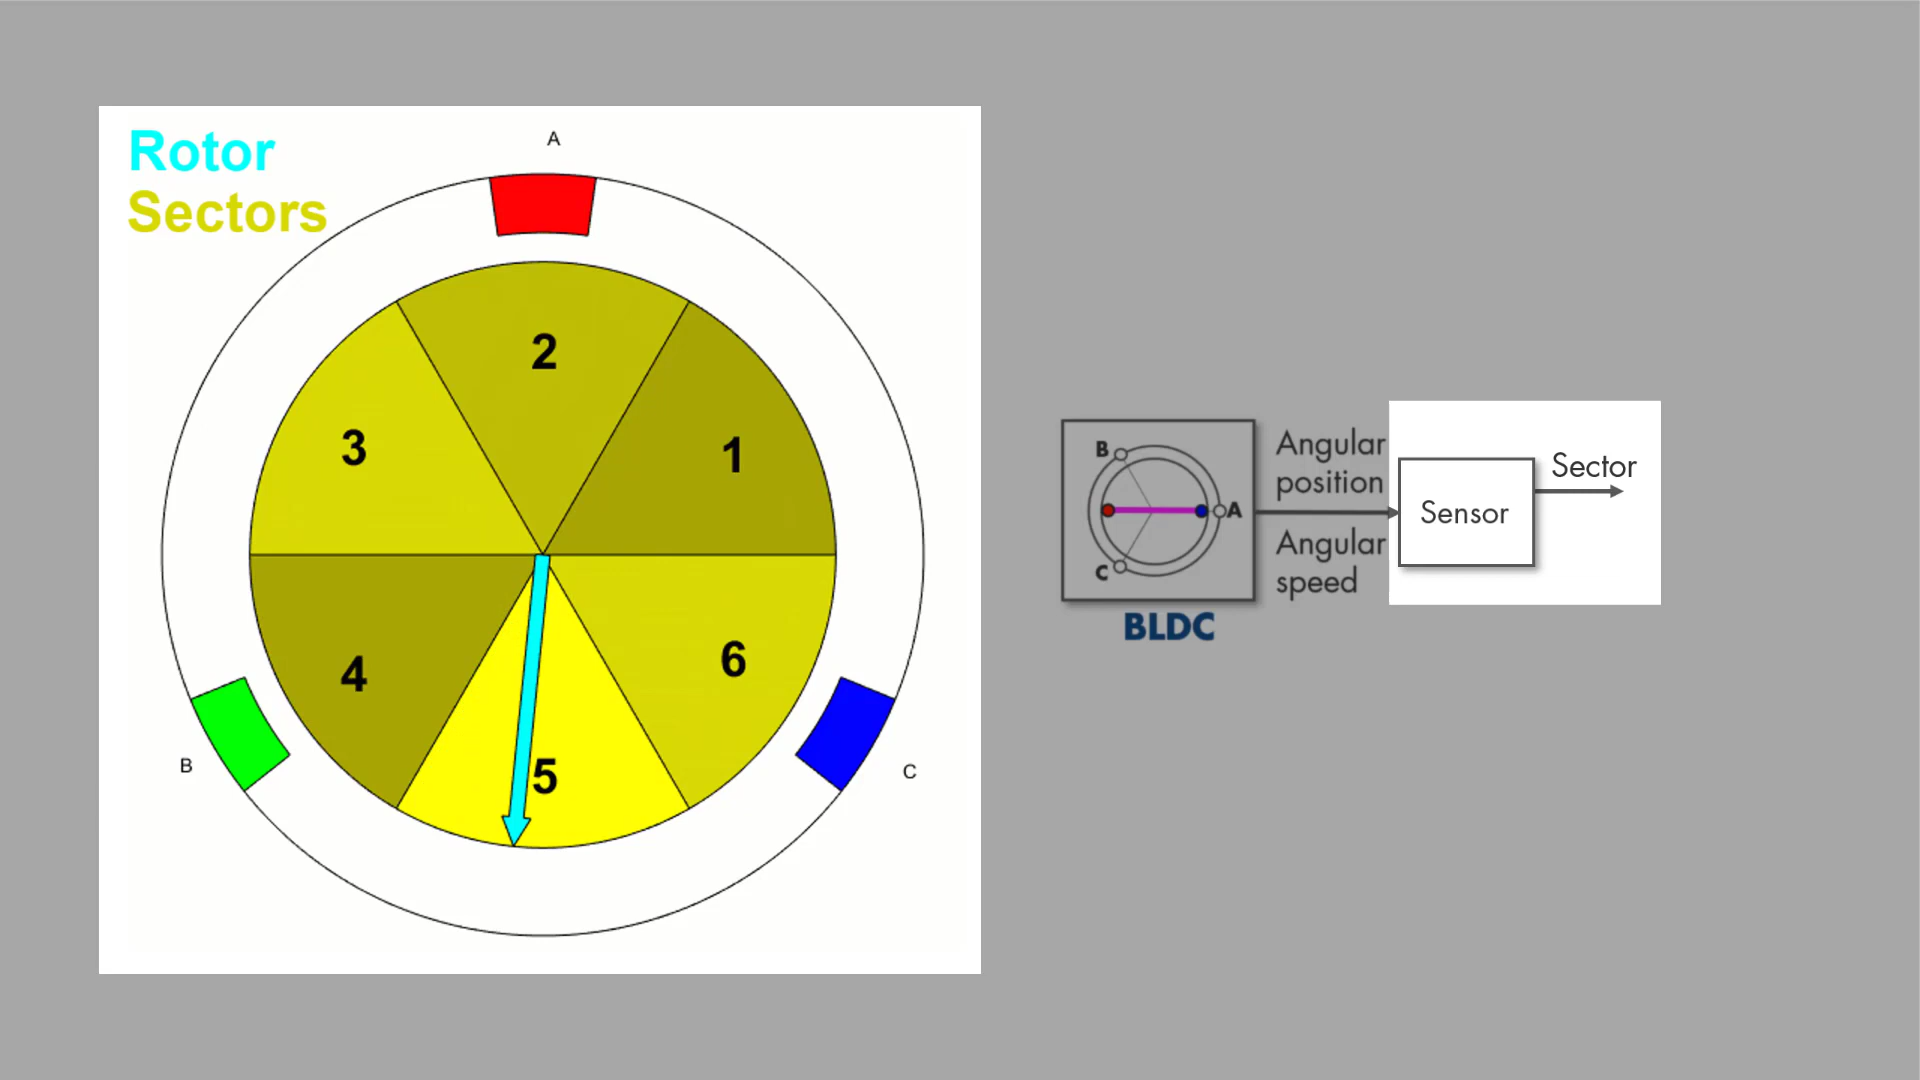 Rotor
Sectors
A
2
3
1
4
6
5
B
C
B
A
C
BLDC
Angular
position
Angular
speed
Sensor
Sector